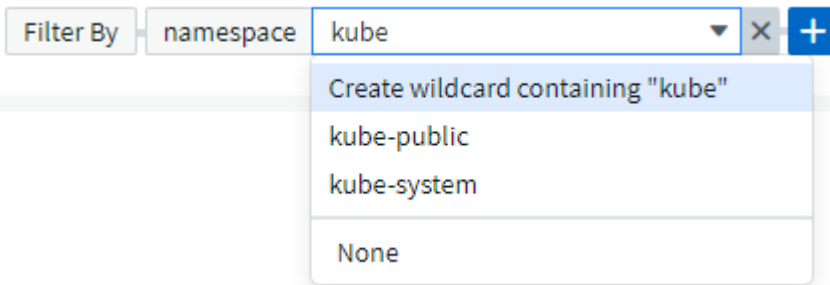 Filter By namespace kube
Create wildcard containing "kube"
kube-public
kube-system
None